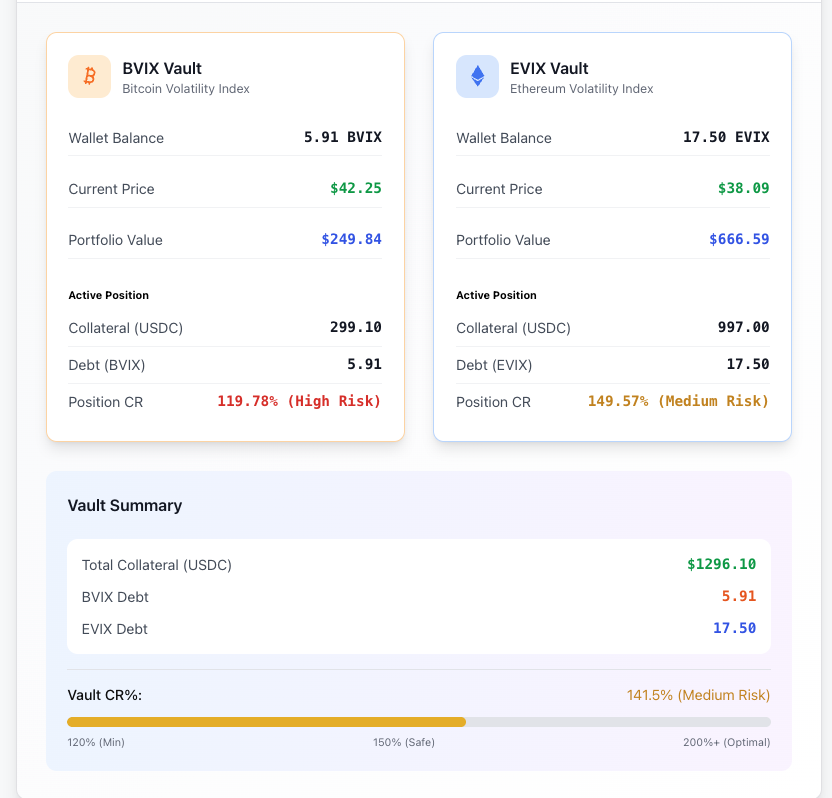 BVIX Vault
Bitcoin Volatility Index
Wallet Balance 5.91 BVIX
Current Price $42.25
Portfolio Value $249.84
Active Position
Collateral (USDC) 299.10
Debt (BVIX) 5.91
Position CR 119.78% (High Risk)
EVIX Vault
Ethereum Volatility Index
Wallet Balance 17.50 EVIX
Current Price $38.09
Portfolio Value $666.59
Active Position
Collateral (USDC) 997.00
Debt (EVIX) 17.50
Position CR 149.57% (Medium Risk)
Vault Summary
Total Collateral (USDC) $1296.10
BVIX Debt 5.91
EVIX Debt 17.50
Vault CR%: 141.5% (Medium Risk)
120% (Min) 150% (Safe) 200%+ (Optimal)